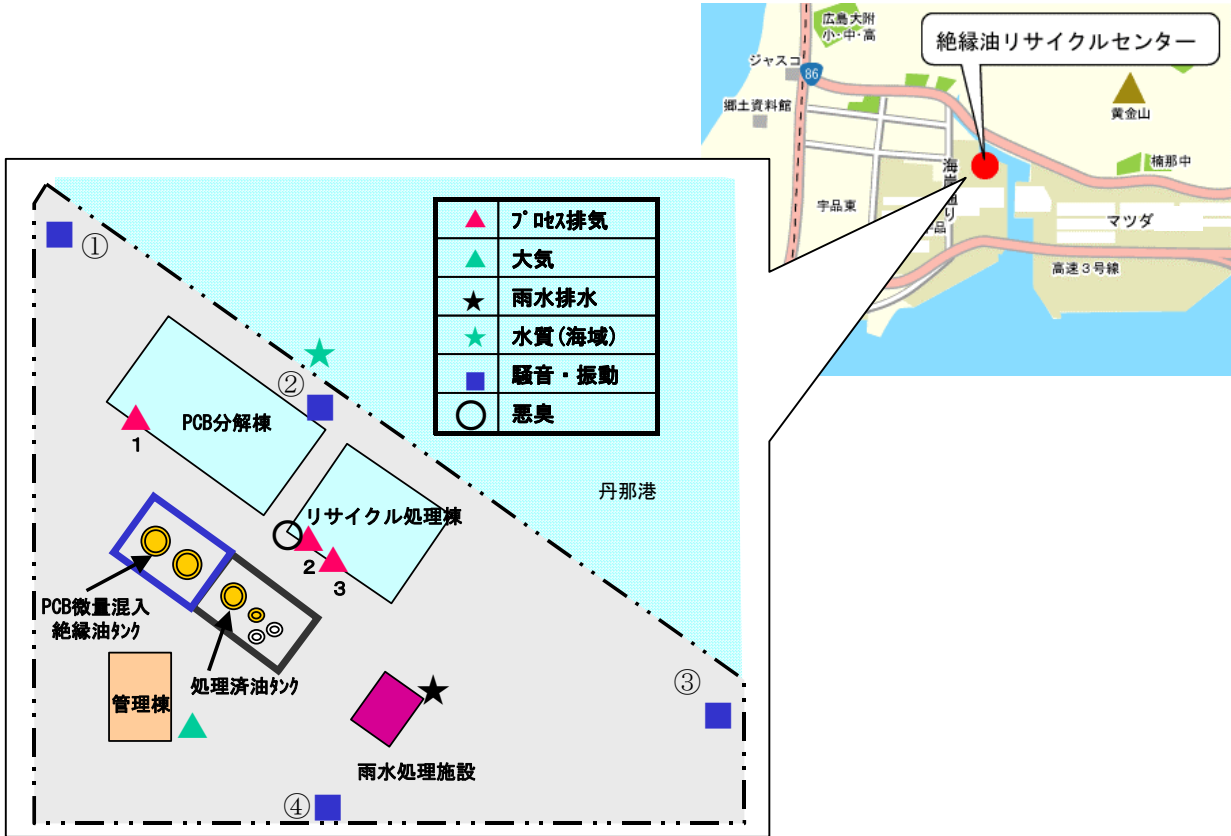 広島大附
小・中・高
絶縁油リサイクルセンター
ジャスコ
86
郷土資料館
黄金山
楠那中
海岸通り
宇品東
マツダ
高速3号線
プロセス排気
大気
雨水排水
水質(海域)
騒音・振動
悪臭
①
②
PCB分解棟
1
丹那港
リサイクル処理棟
2
3
PCB微量混入
絶縁油タンク
処理済油タンク
管理棟
③
雨水処理施設
④